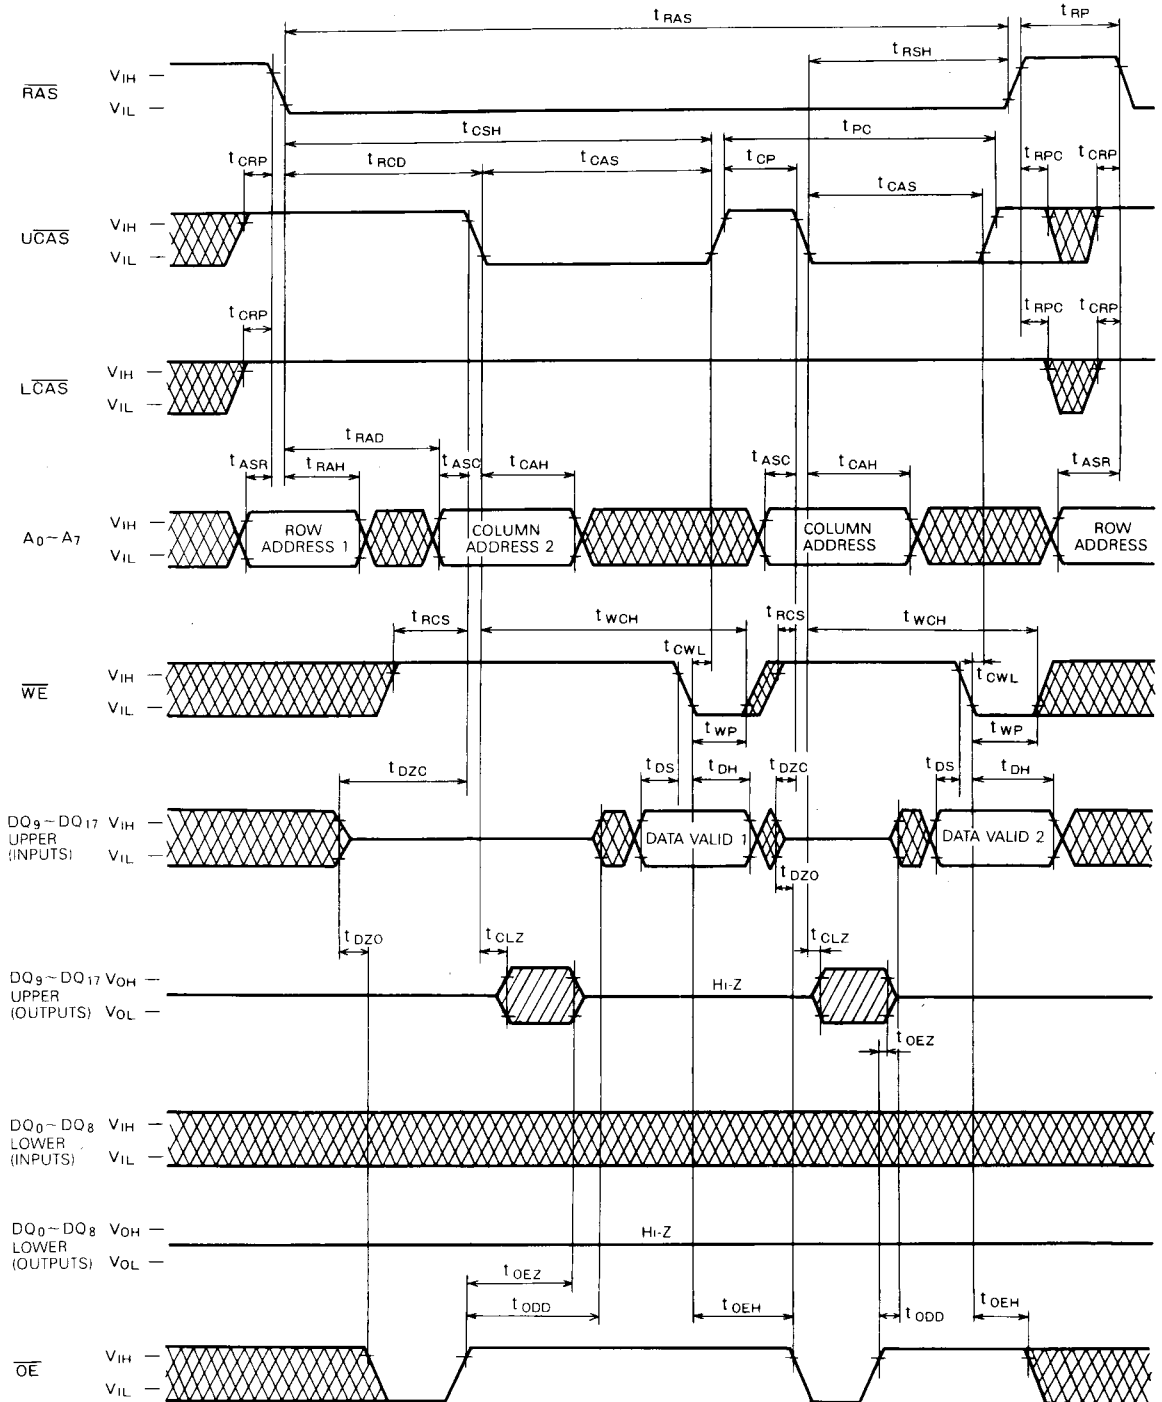 tRAS
tRP
tRSH
RAS
VIH
VIL
tCSH
tPC
tCRP
tRCD
tCAS
tCP
tRPC
tCRP
tCAS
UCAS
VIH
VIL
tCRP
tRPC
tCRP
LCAS
VIH
VIL
tRAD
tASR
tRAH
tASC
tCAH
tASC
tCAH
tASR
A0~A7
VIH
VIL
ROW ADDRESS 1
COLUMN ADDRESS 2
COLUMN ADDRESS
ROW ADDRESS
tRCS
tWCH
tRCS
tWCH
tCWL
tCWL
WE
VIH
VIL
tWP
tWP
tDZC
tDS
tDH
tDZC
tDS
tDH
DQ9~DQ17
UPPER
(INPUTS)
VIH
VIL
DATA VALID 1
DATA VALID 2
tDZO
tDZO
tCLZ
tCLZ
DQ9~DQ17
UPPER
(OUTPUTS)
VOH
VOL
Hi-Z
tOEZ
DQ0~DQ8
LOWER
(INPUTS)
VIH
VIL
DQ0~DQ8
LOWER
(OUTPUTS)
VOH
VOL
Hi-Z
tOEZ
tODD
tOEH
tODD
tOEH
OE
VIH
VIL